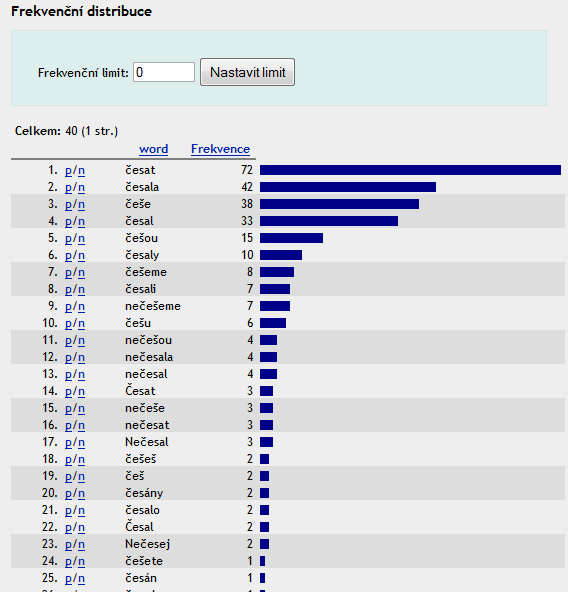 Frekvenční distribuce
Frekvenční limit: 0 Nastavit limit
Celkem: 40 (1 str.)
word Frekvence
1. p/n česat 72
2. p/n česala 42
3. p/n češe 38
4. p/n česal 33
5. p/n češou 15
6. p/n česaly 10
7. p/n češeme 8
8. p/n česali 7
9. p/n nečešeme 7
10. p/n češu 6
11. p/n nečešou 4
12. p/n nečesala 4
13. p/n nečesal 4
14. p/n Česat 3
15. p/n nečeše 3
16. p/n nečesat 3
17. p/n Nečesal 3
18. p/n češeš 2
19. p/n češ 2
20. p/n česány 2
21. p/n česalo 2
22. p/n Česal 2
23. p/n Nečesej 2
24. p/n češete 1
25. p/n česán 1